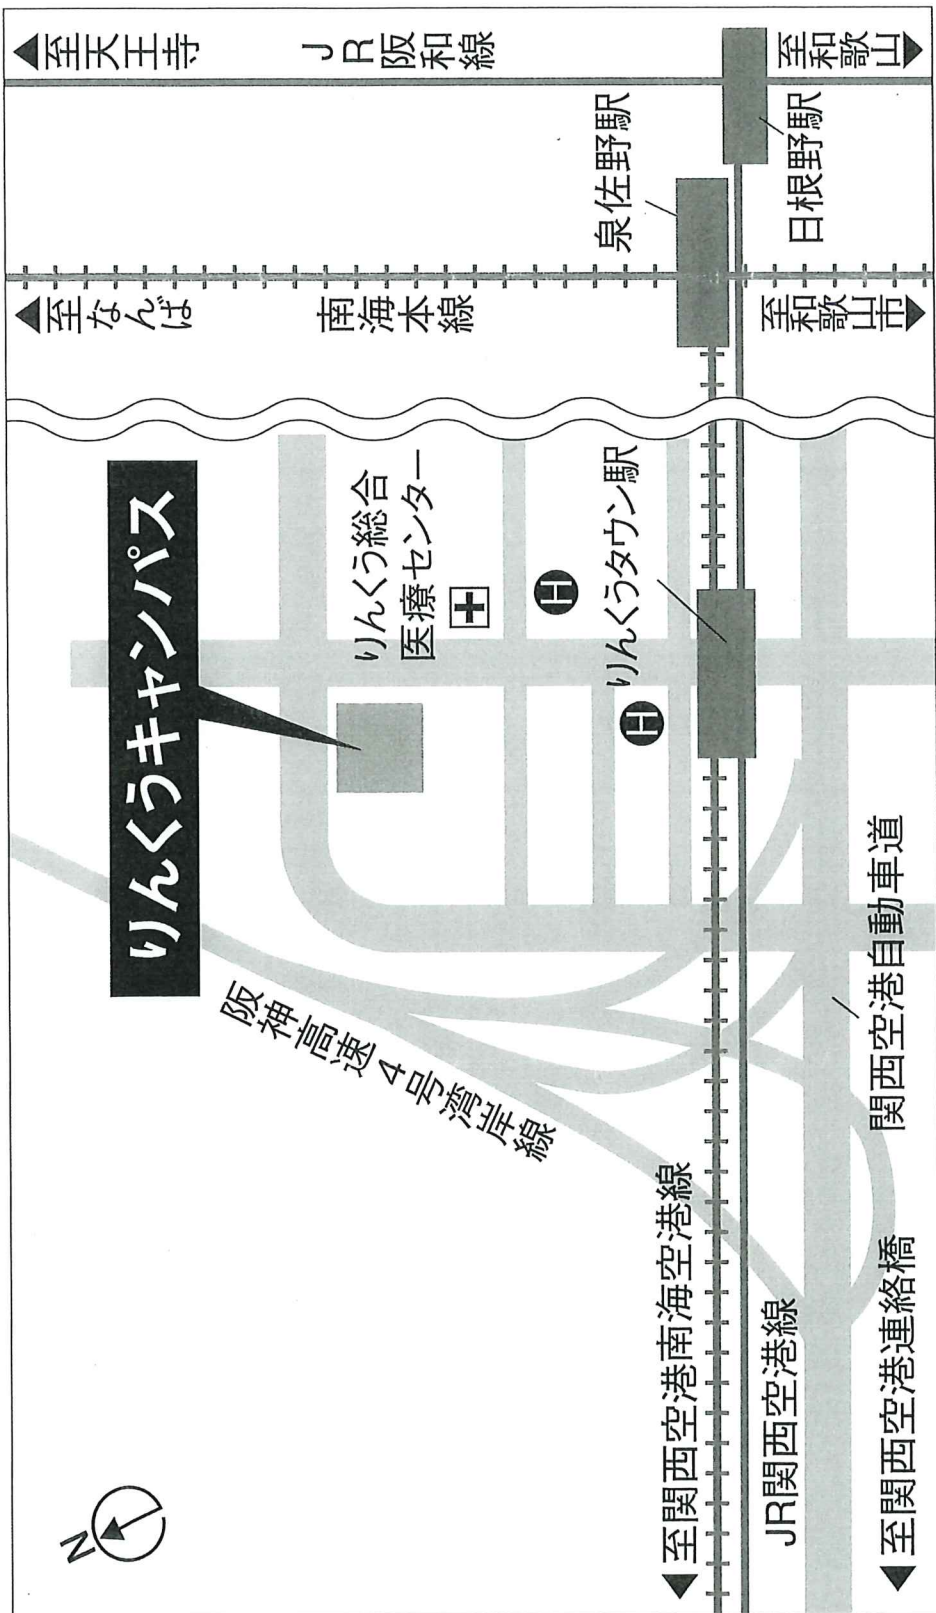 りんくうキャンパス
至天王寺
JR阪和線
至和歌山
泉佐野駅
日根野駅
至なんば
南海本線
至和歌山市
りんくう総合
医療センター
H
りんくうタウン駅
H
阪神高速4号湾岸線
関西空港自動車道
至関西空港南海空港線
JR関西空港線
至関西空港連絡橋
N